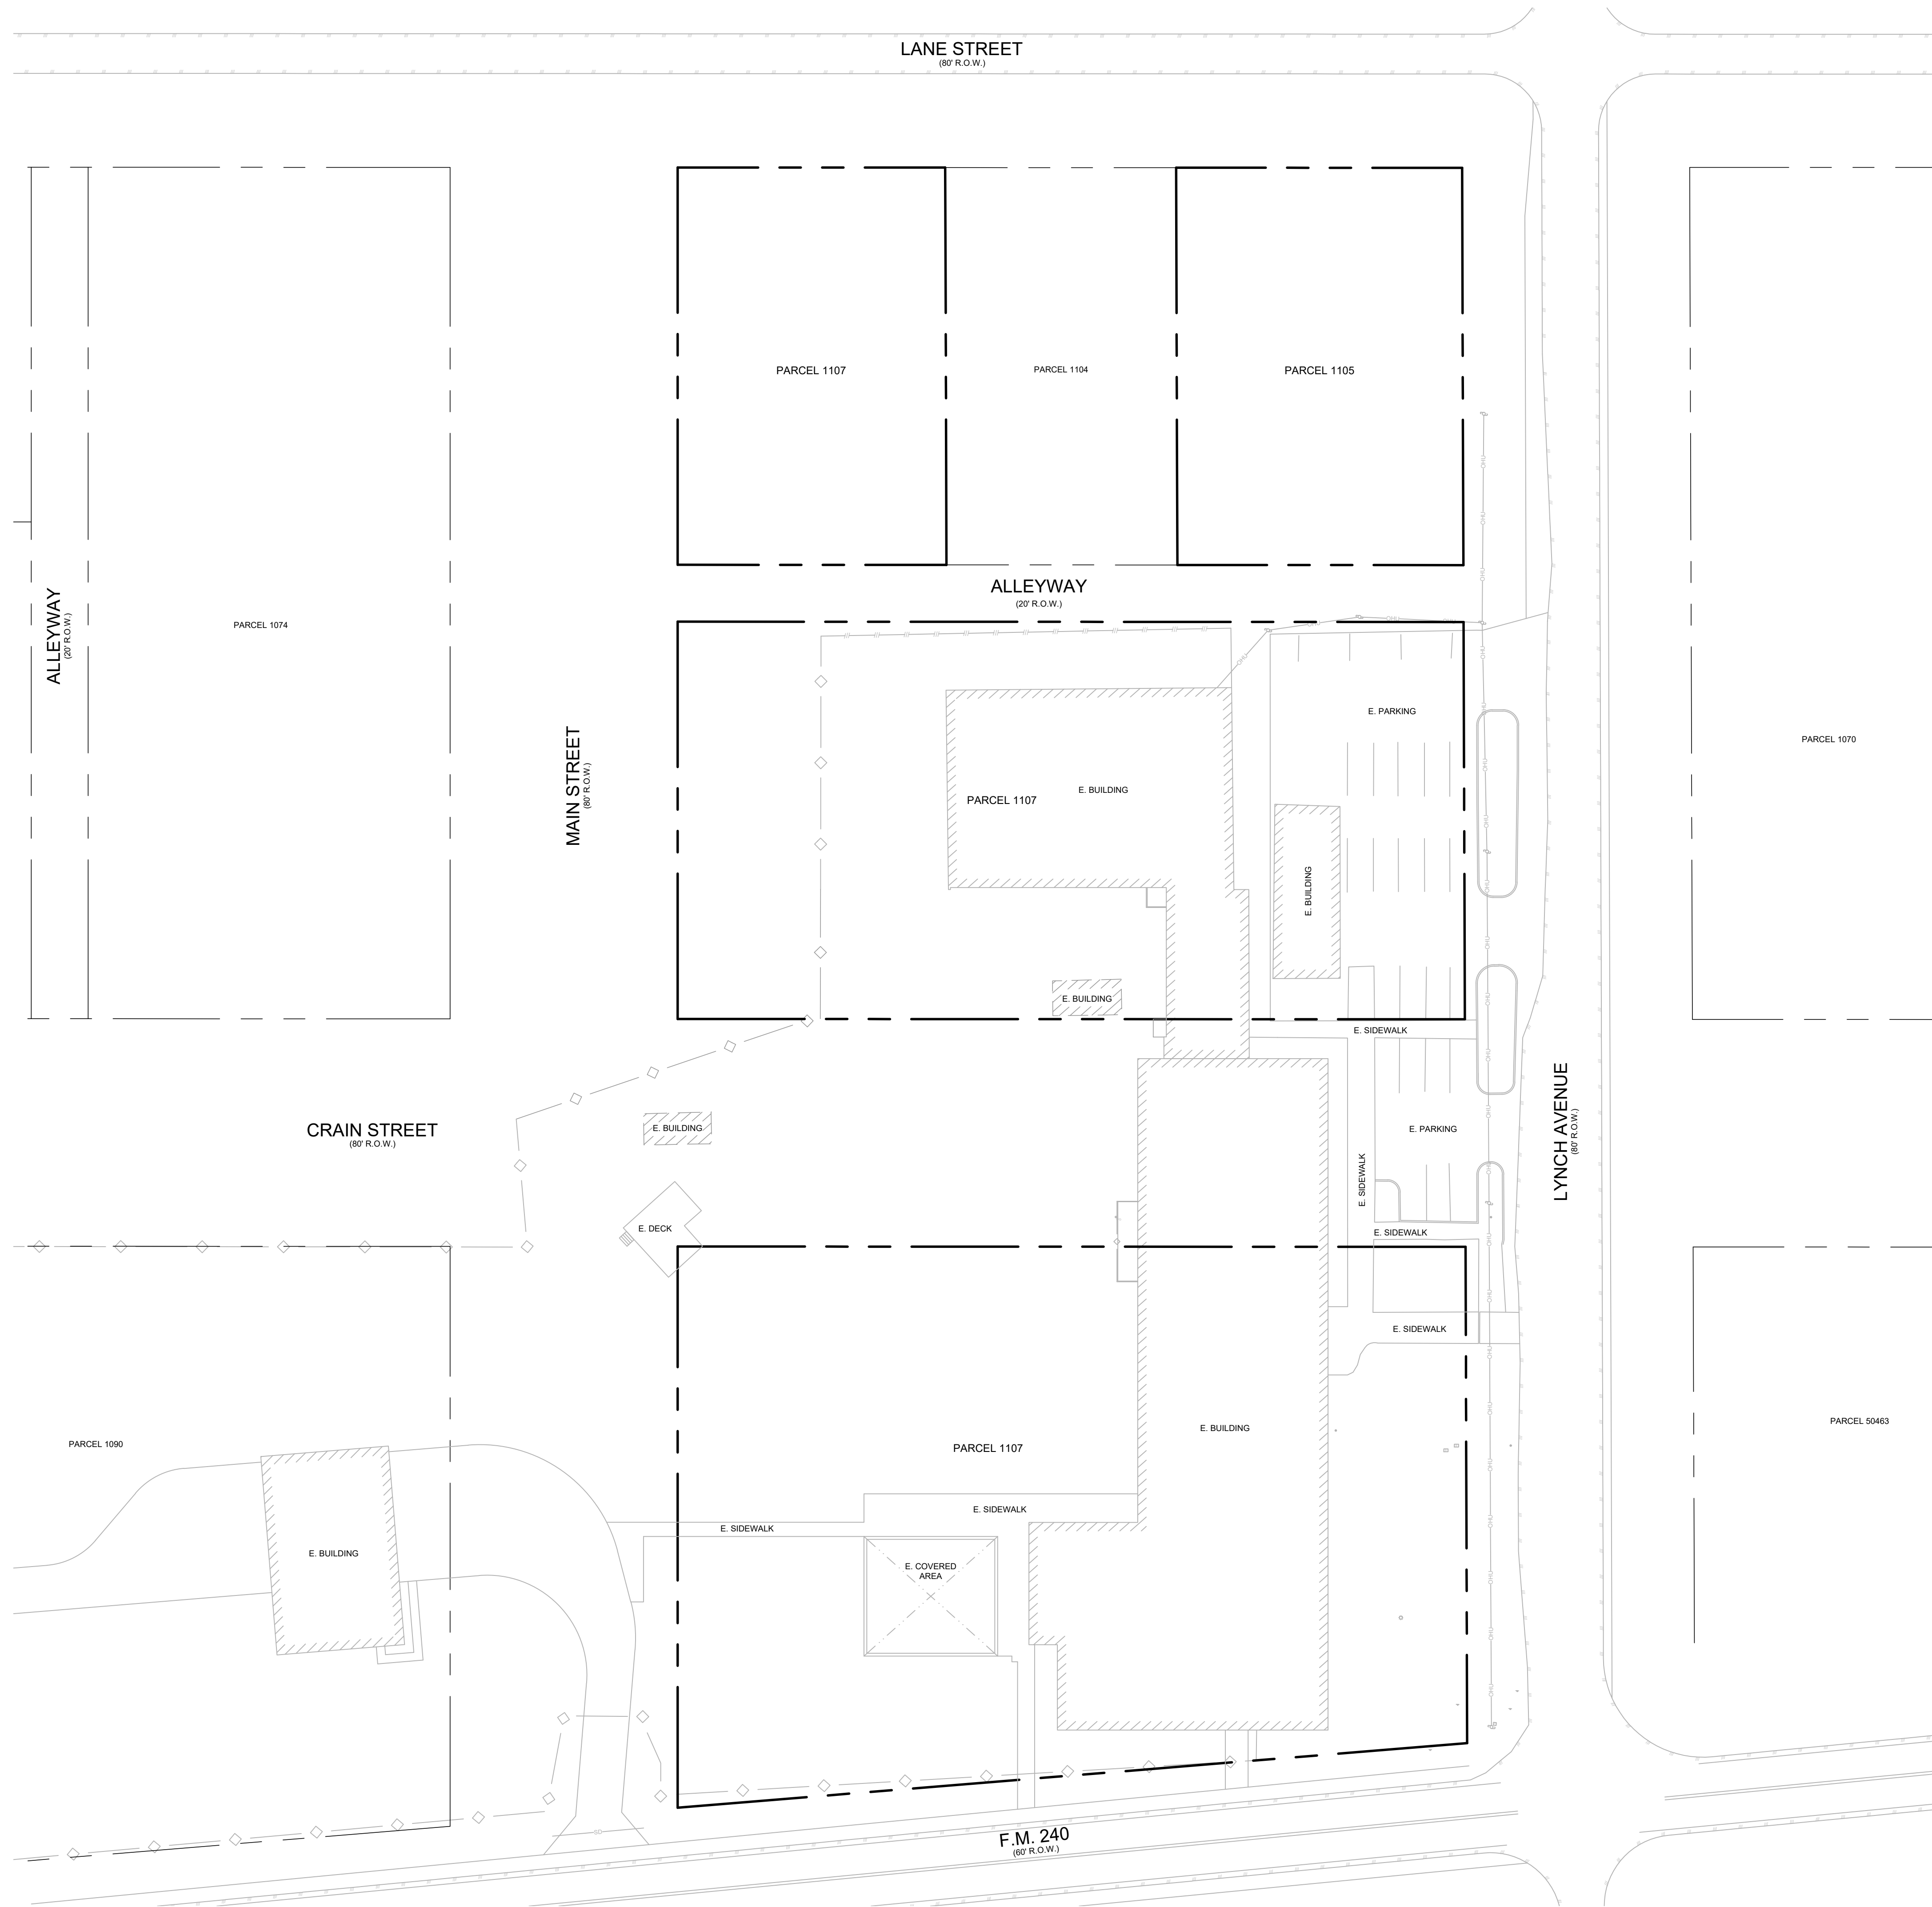 LANE STREET
(80' R.O.W.)
PARCEL 1107
PARCEL 1104
PARCEL 1105
ALLEYWAY
(20' R.O.W.)
ALLEYWAY
(20' R.O.W.)
PARCEL 1074
MAIN STREET
(80' R.O.W.)
E. PARKING
PARCEL 1070
E. BUILDING
PARCEL 1107
E. BUILDING
E. BUILDING
E. SIDEWALK
CRAIN STREET
(80' R.O.W.)
E. BUILDING
E. PARKING
LYNCH AVENUE
(80' R.O.W.)
E. SIDEWALK
E. DECK
E. SIDEWALK
E. SIDEWALK
PARCEL 1090
PARCEL 1107
E. BUILDING
PARCEL 50463
E. SIDEWALK
E. SIDEWALK
E. BUILDING
E. COVERED
AREA
F.M. 240
(60' R.O.W.)